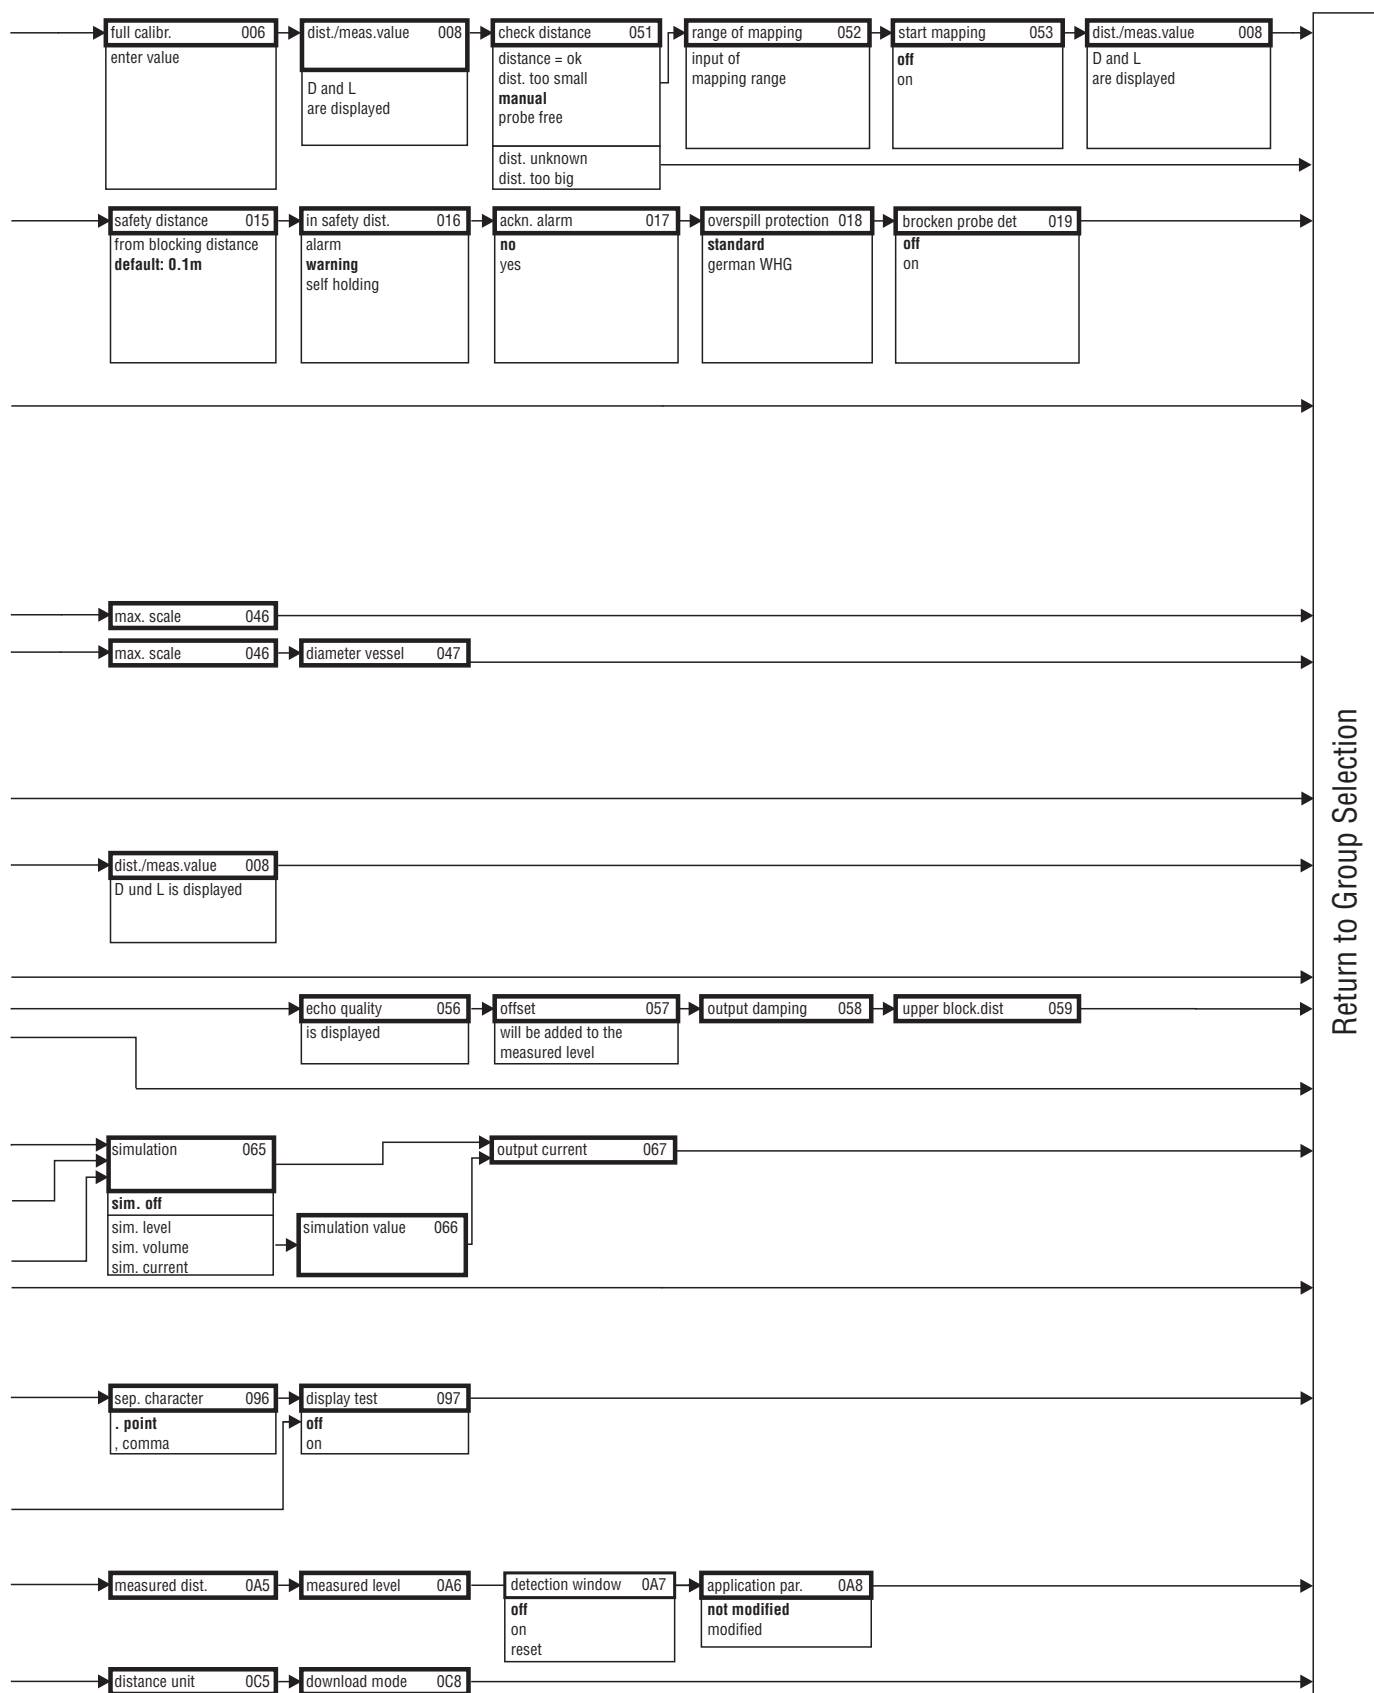 full calibr. 006
enter value
dist./meas.value 008
D and L
are displayed
check distance 051
distance = ok
dist. too small
manual
probe free
dist. unknown
dist. too big
range of mapping 052
input of
mapping range
start mapping 053
off
on
dist./meas.value 008
D and L
are displayed
safety distance 015
from blocking distance
default: 0.1m
in safety dist. 016
alarm
warning
self holding
ackn. alarm 017
no
yes
overspill protection 018
standard
german WHG
brocken probe det 019
off
on
max. scale 046
max. scale 046
diameter vessel 047
dist./meas.value 008
D und L is displayed
echo quality 056
is displayed
offset 057
will be added to the
measured level
output damping 058
upper block.dist 059
simulation 065
sim. off
sim. level
sim. volume
sim. current
simulation value 066
output current 067
sep. character 096
. point
, comma
display test 097
off
on
measured dist. 0A5
measured level 0A6
detection window 0A7
off
on
reset
application par. 0A8
not modified
modified
distance unit 0C5
download mode 0C8
Return to Group Selection